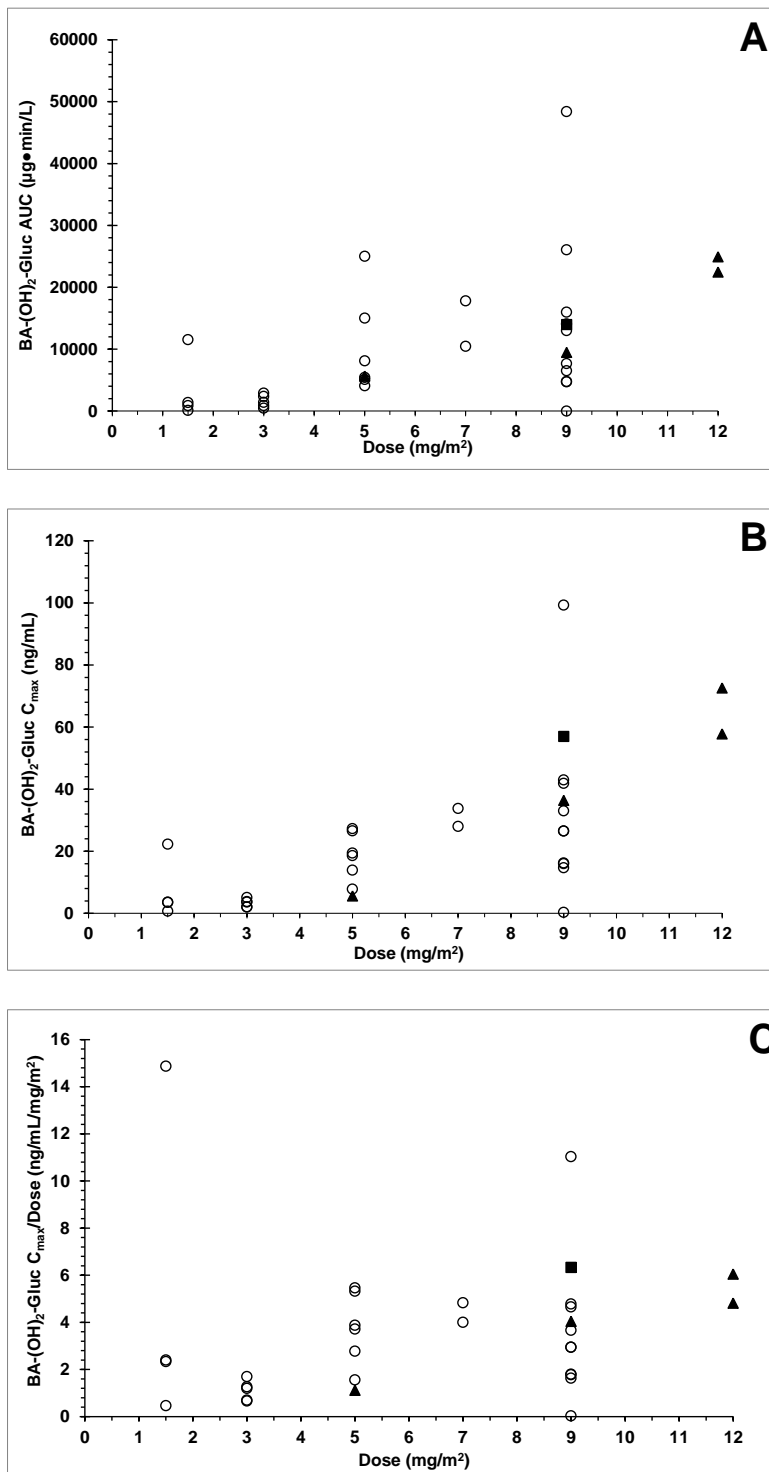 A
60000
50000
40000
30000
20000
10000
0
BA-(OH)₂-Gluc AUC (µg●min/L)
0 1 2 3 4 5 6 7 8 9 10 11 12
Dose (mg/m²)
B
120
100
80
60
40
20
0
BA-(OH)₂-Gluc Cₘₐₓ (ng/mL)
0 1 2 3 4 5 6 7 8 9 10 11 12
Dose (mg/m²)
C
16
14
12
10
8
6
4
2
0
BA-(OH)₂-Gluc Cₘₐₓ/Dose (ng/mL/mg/m²)
0 1 2 3 4 5 6 7 8 9 10 11 12
Dose (mg/m²)